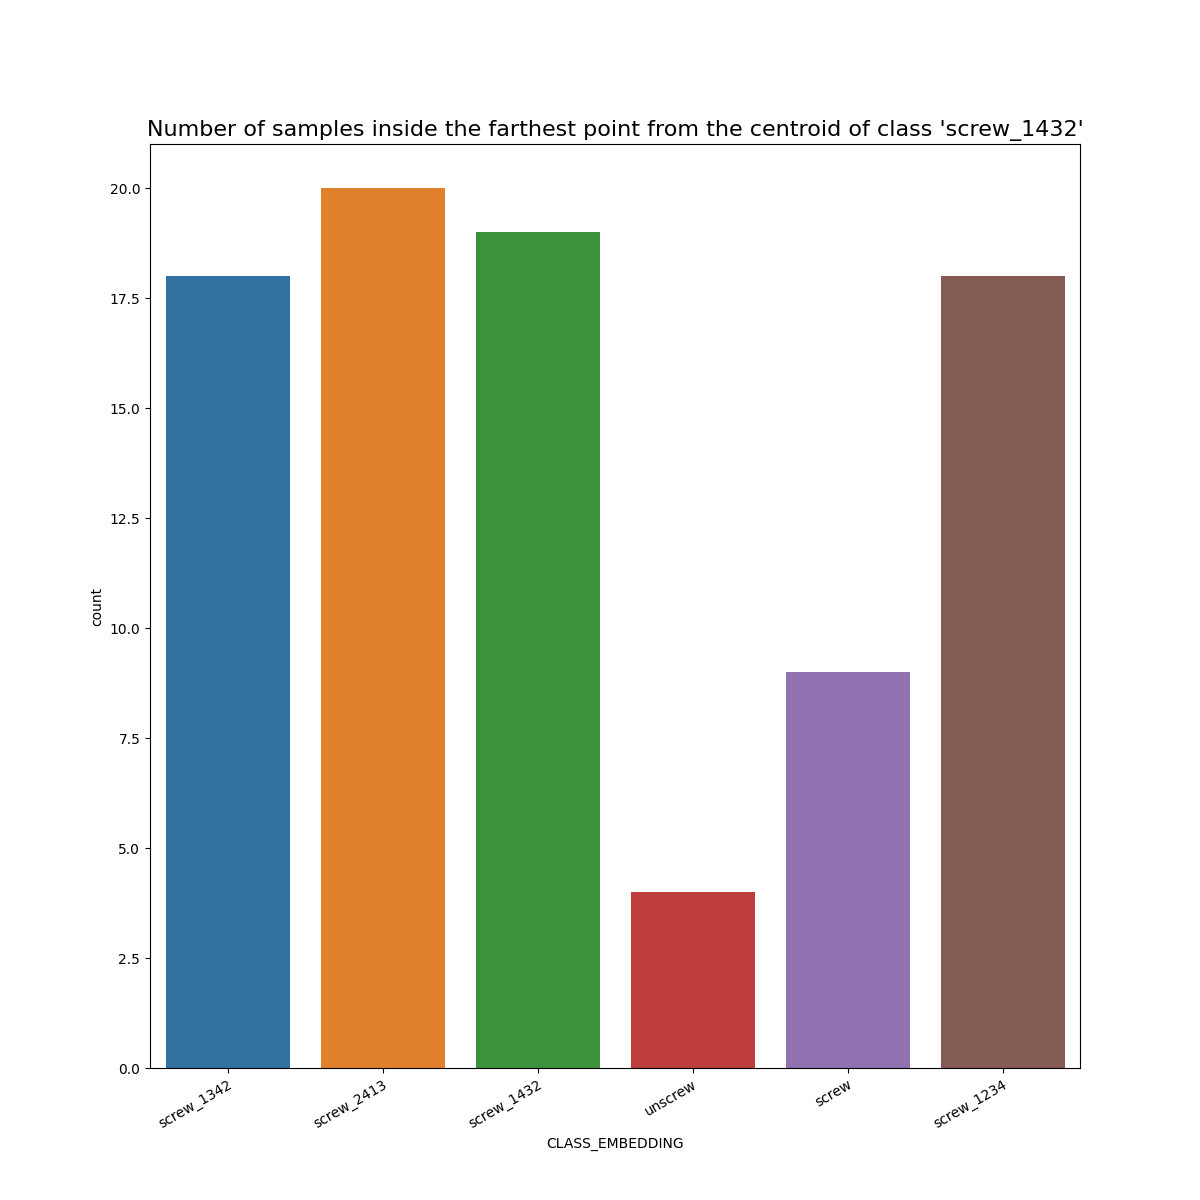 Number of samples inside the farthest point from the centroid of class 'screw_1432'
20.0
17.5
15.0
12.5
10.0
7.5
5.0
2.5
0.0
count
screw_1342
screw_2413
screw_1432
unscrew
screw
screw_1234
CLASS_EMBEDDING